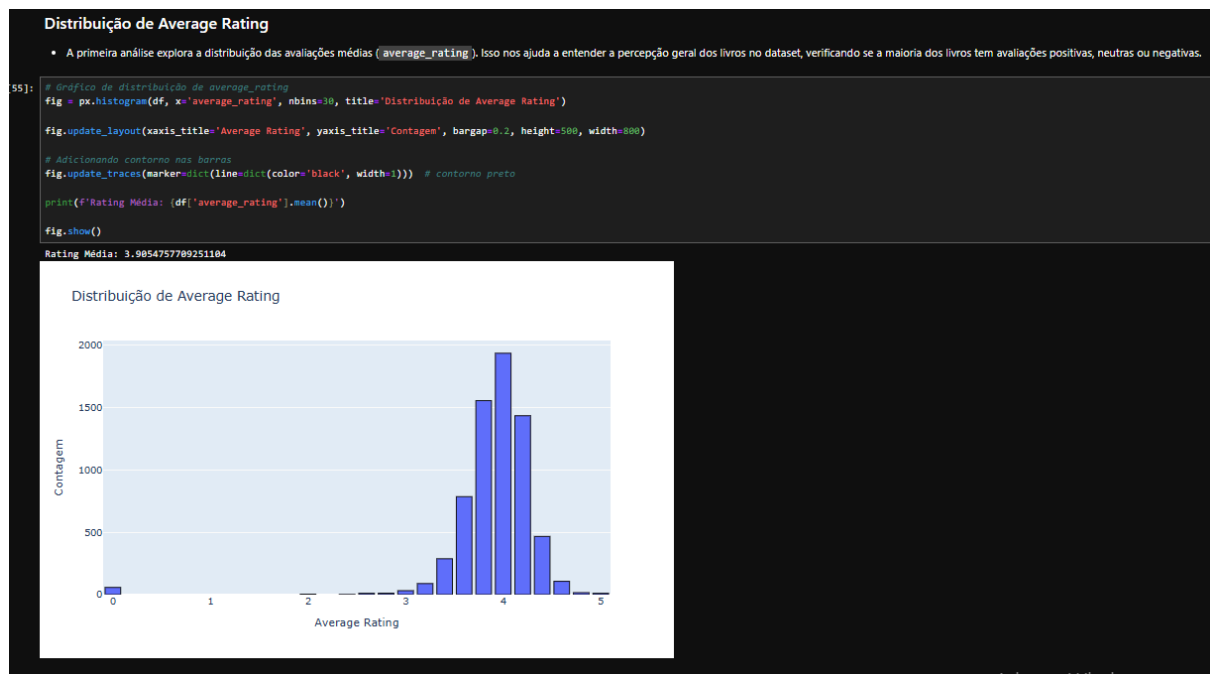 Distribuição de Average Rating
• A primeira análise explora a distribuição das avaliações médias ( average_rating ). Isso nos ajuda a entender a percepção geral dos livros no dataset, verificando se a maioria dos livros tem avaliações positivas, neutras ou negativas.
[55]:
# Gráfico de distribuição de average_rating
fig = px.histogram(df, x='average_rating', nbins=30, title='Distribuição de Average Rating')
fig.update_layout(xaxis_title='Average Rating', yaxis_title='Contagem', bargap=0.2, height=500, width=800)
# Adicionando contorno nas barras
fig.update_traces(marker=dict(line=dict(color='black', width=1))) # contorno preto
print(f'Rating Média: {df['average_rating'].mean()}')
fig.show()
Rating Média: 3.9054757709251104
Distribuição de Average Rating
2000
1500
1000
500
0
Contagem
0 1 2 3 4 5
Average Rating